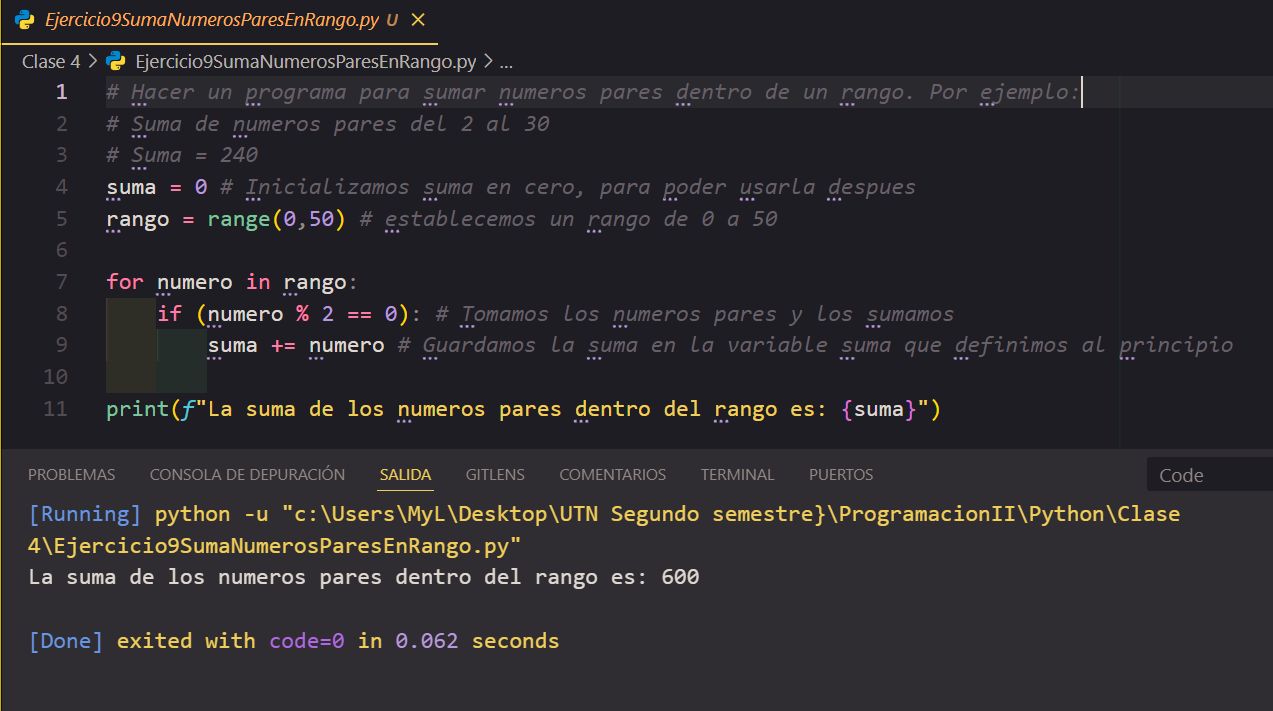 Ejercicio9SumaNumerosParesEnRango.py U
Clase 4 > Ejercicio9SumaNumerosParesEnRango.py > ...
1 # Hacer un programa para sumar numeros pares dentro de un rango. Por ejemplo:
2 # Suma de numeros pares del 2 al 30
3 # Suma = 240
4 suma = 0 # Inicializamos suma en cero, para poder usarla despues
5 rango = range(0,50) # establecemos un rango de 0 a 50
6
7 for numero in rango:
8     if (numero % 2 == 0): # Tomamos los numeros pares y los sumamos
9         suma += numero # Guardamos la suma en la variable suma que definimos al principio
10
11 print(f"La suma de los numeros pares dentro del rango es: {suma}")
PROBLEMAS CONSOLA DE DEPURACIÓN SALIDA GITLENS COMENTARIOS TERMINAL PUERTOS Code
[Running] python -u "c:\Users\MyL\Desktop\UTN Segundo semestre}\ProgramacionII\Python\Clase
4\Ejercicio9SumaNumerosParesEnRango.py"
La suma de los numeros pares dentro del rango es: 600
[Done] exited with code=0 in 0.062 seconds